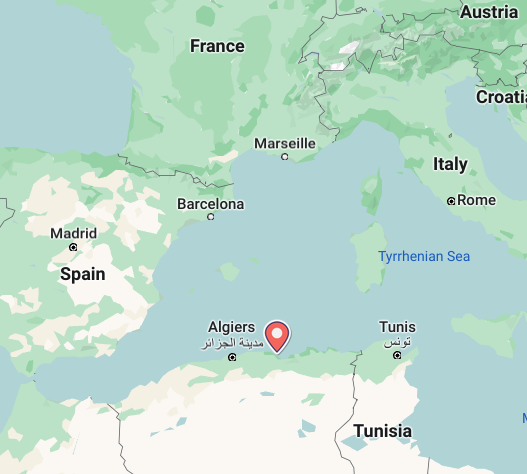 Austria
France
Croatia
Marseille
Italy
Barcelona
Rome
Madrid
Tyrrhenian Sea
Spain
Algiers
مدينة الجزائر
Tunis
تونس
Tunisia